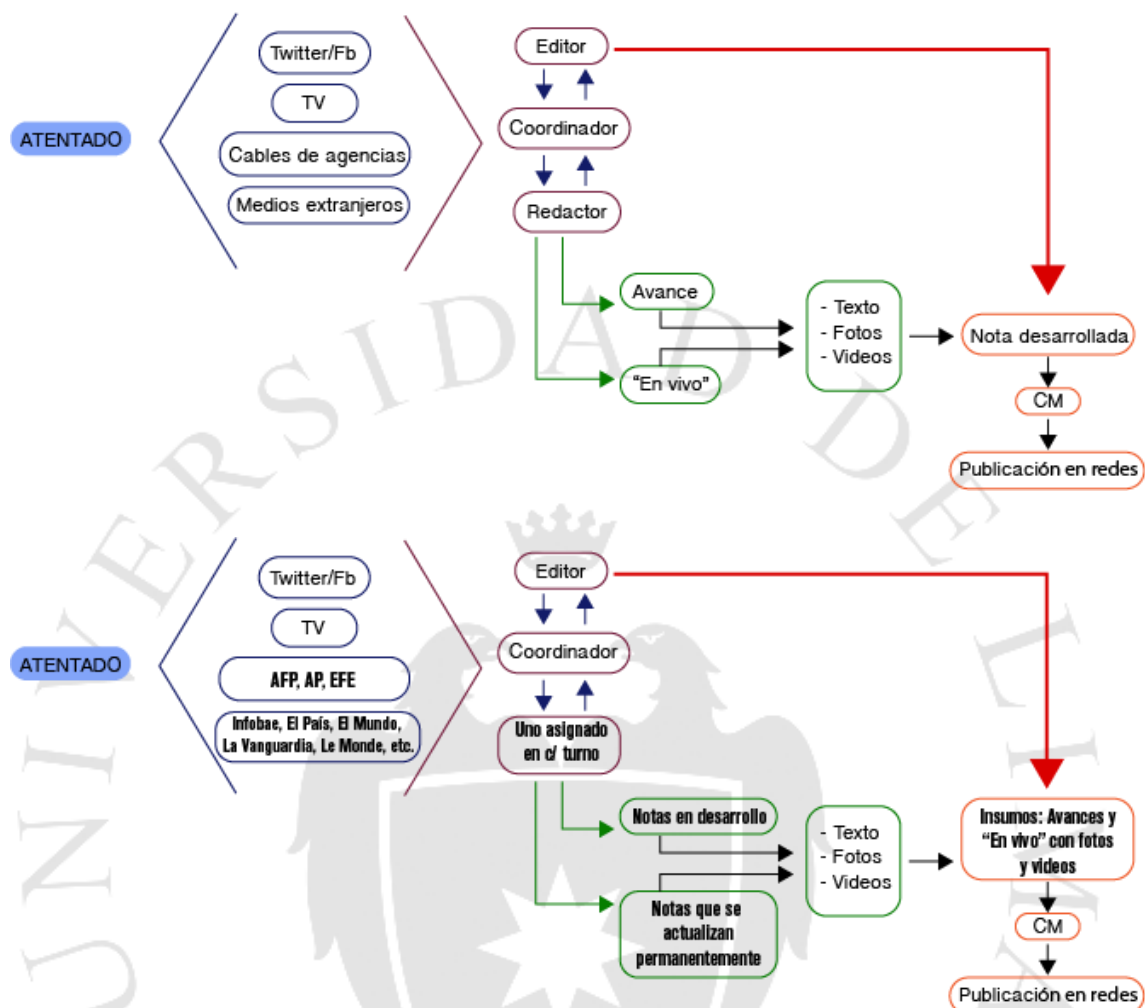 Twitter/Fb
TV
ATENTADO
Cables de agencias
Medios extranjeros
Editor
Coordinador
Redactor
Avance
“En vivo”
- Texto
- Fotos
- Videos
Nota desarrollada
CM
Publicación en redes
Twitter/Fb
TV
ATENTADO
AFP, AP, EFE
Infobae, El País, El Mundo,
La Vanguardia, Le Monde, etc.
Editor
Coordinador
Uno asignado
en c/ turno
Notas en desarrollo
Notas que se
actualizan
permanentemente
- Texto
- Fotos
- Videos
Insumos: Avances y
“En vivo” con fotos
y videos
CM
Publicación en redes
UNIVERSIDAD DE LIMA